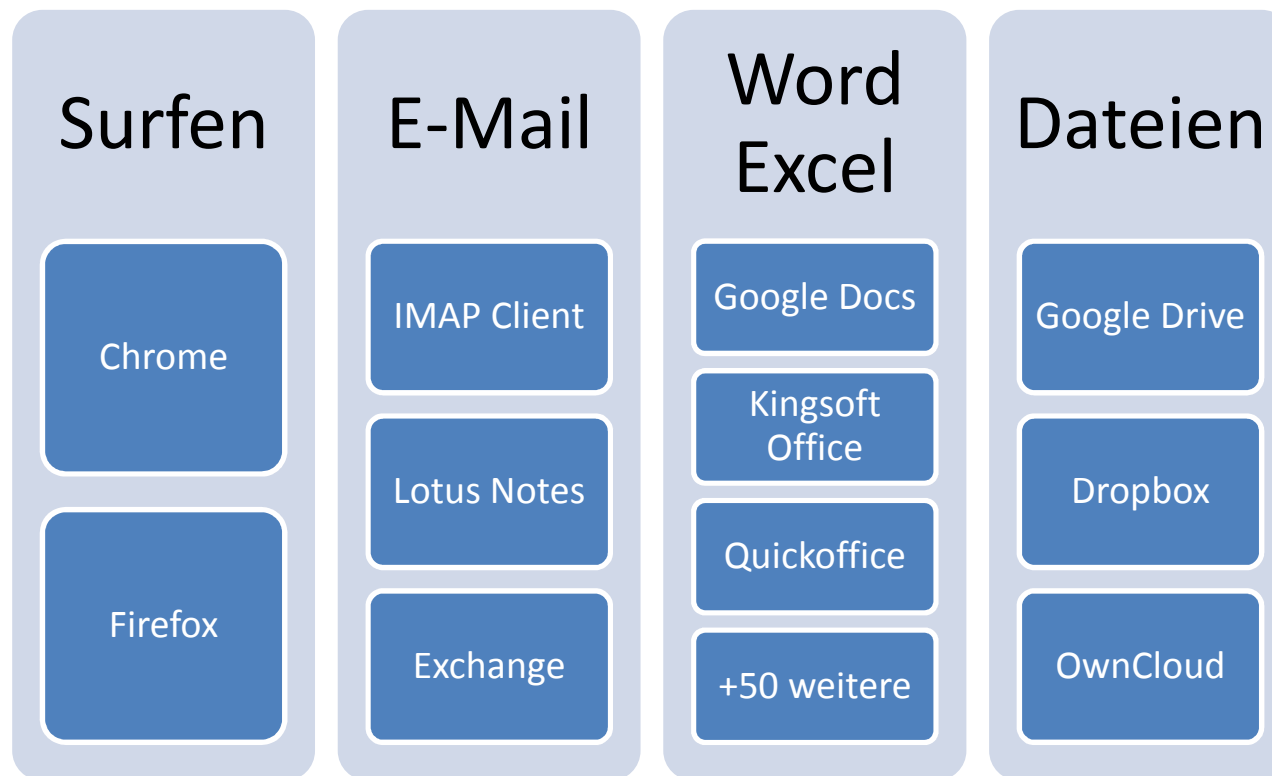 Surfen
Chrome
Firefox
E-Mail
IMAP Client
Lotus Notes
Exchange
Word
Excel
Google Docs
Kingsoft
Office
Quickoffice
+50 weitere
Dateien
Google Drive
Dropbox
OwnCloud